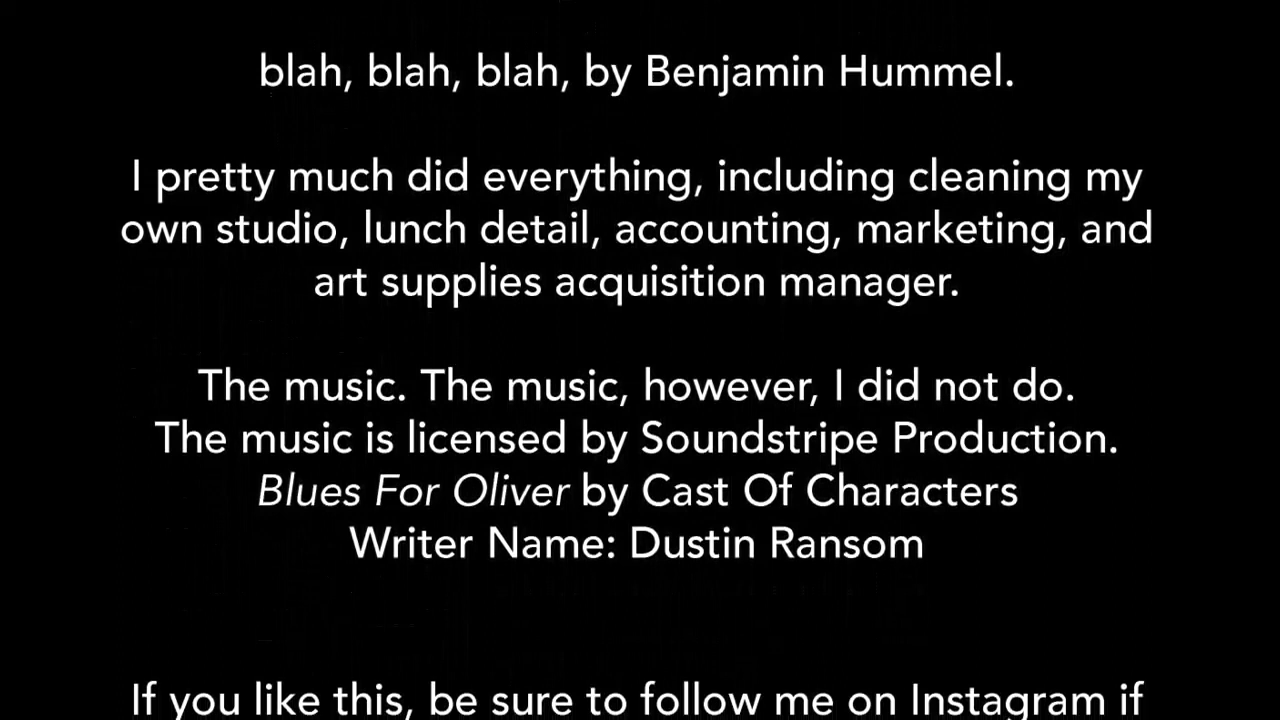 blah, blah, blah, by Benjamin Hummel.
I pretty much did everything, including cleaning my
own studio, lunch detail, accounting, marketing, and
art supplies acquisition manager.
The music. The music, however, I did not do.
The music is licensed by Soundstripe Production.
Blues For Oliver by Cast Of Characters
Writer Name: Dustin Ransom
If you like this, be sure to follow me on Instagram if